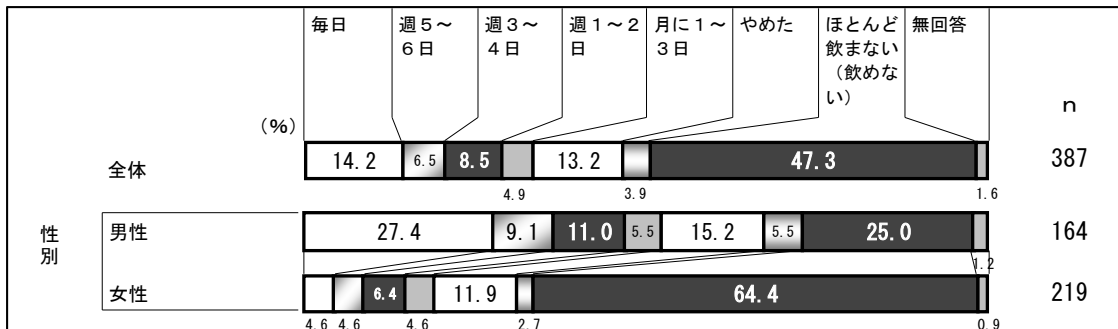 毎日 週5～6日 週3～4日 週1～2日 月に1～3日 やめた ほとんど飲まない（飲めない） 無回答
（%） n
全体 14.2 6.5 8.5 4.9 13.2 3.9 47.3 1.6 387
性別
男性 27.4 9.1 11.0 5.5 15.2 5.5 25.0 1.2 164
女性 4.6 4.6 6.4 4.6 11.9 2.7 64.4 0.9 219